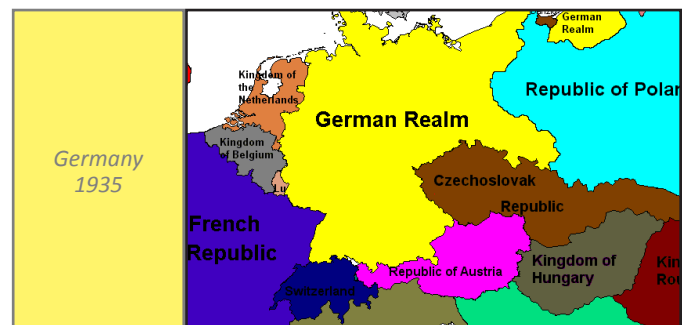 Germany
1935
German
Realm
Kingdom of
the
Netherlands
Republic of Polan
German Realm
Kingdom
of Belgium
Lu
Czechoslovak
Republic
French
Republic
Republic of Austria
Kingdom of
Hungary
Kin
Rou
Switzerland